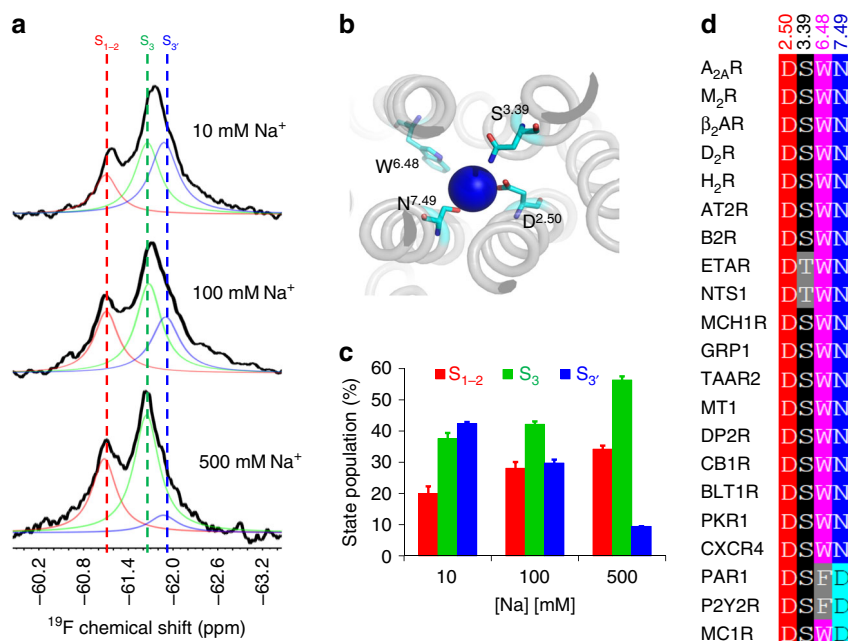 a
S₁₋₂
S₃
S₃′
10 mM Na⁺
100 mM Na⁺
500 mM Na⁺
−60.2
−60.8
−61.4
−62.0
−62.6
−63.2
¹⁹F chemical shift (ppm)
b
S³·³⁹
W⁶·⁴⁸
N⁷·⁴⁹
D²·⁵⁰
c
S₁₋₂ S₃ S₃′
State population (%)
60
50
40
30
20
10
0
10 100 500
[Na] [mM]
d
2.50 3.39 6.48 7.49
A₂ₐR DSWN
M₂R DSWN
β₂AR DSWN
D₂R DSWN
H₂R DSWN
AT2R DSWN
B2R DSWN
ETAR DTWN
NTS1 DTWN
MCH1R DSWN
GRP1 DSWN
TAAR2 DSWN
MT1 DSWN
DP2R DSWN
CB1R DSWN
BLT1R DSWN
PKR1 DSWN
CXCR4 DSWN
PAR1 DSFD
P2Y2R DSFD
MC1R DSWD